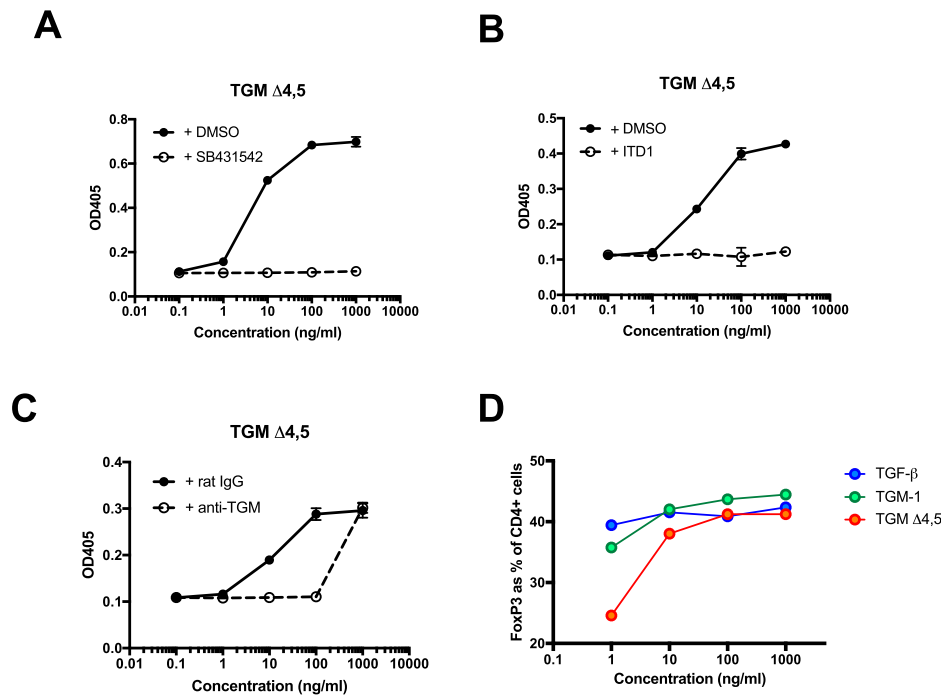 A
TGM Δ4,5
OD405
0.8
0.6
0.4
0.2
0.0
+ DMSO
+ SB431542
0.01 0.1 1 10 100 1000 10000
Concentration (ng/ml)
B
TGM Δ4,5
OD405
0.5
0.4
0.3
0.2
0.1
0.0
+ DMSO
+ ITD1
0.01 0.1 1 10 100 1000 10000
Concentration (ng/ml)
C
TGM Δ4,5
OD405
0.4
0.3
0.2
0.1
0.0
+ rat IgG
+ anti-TGM
0.01 0.1 1 10 100 1000 10000
Concentration (ng/ml)
D
FoxP3 as % of CD4+ cells
50
40
30
20
TGF-β
TGM-1
TGM Δ4,5
0.1 1 10 100 1000
Concentration (ng/ml)